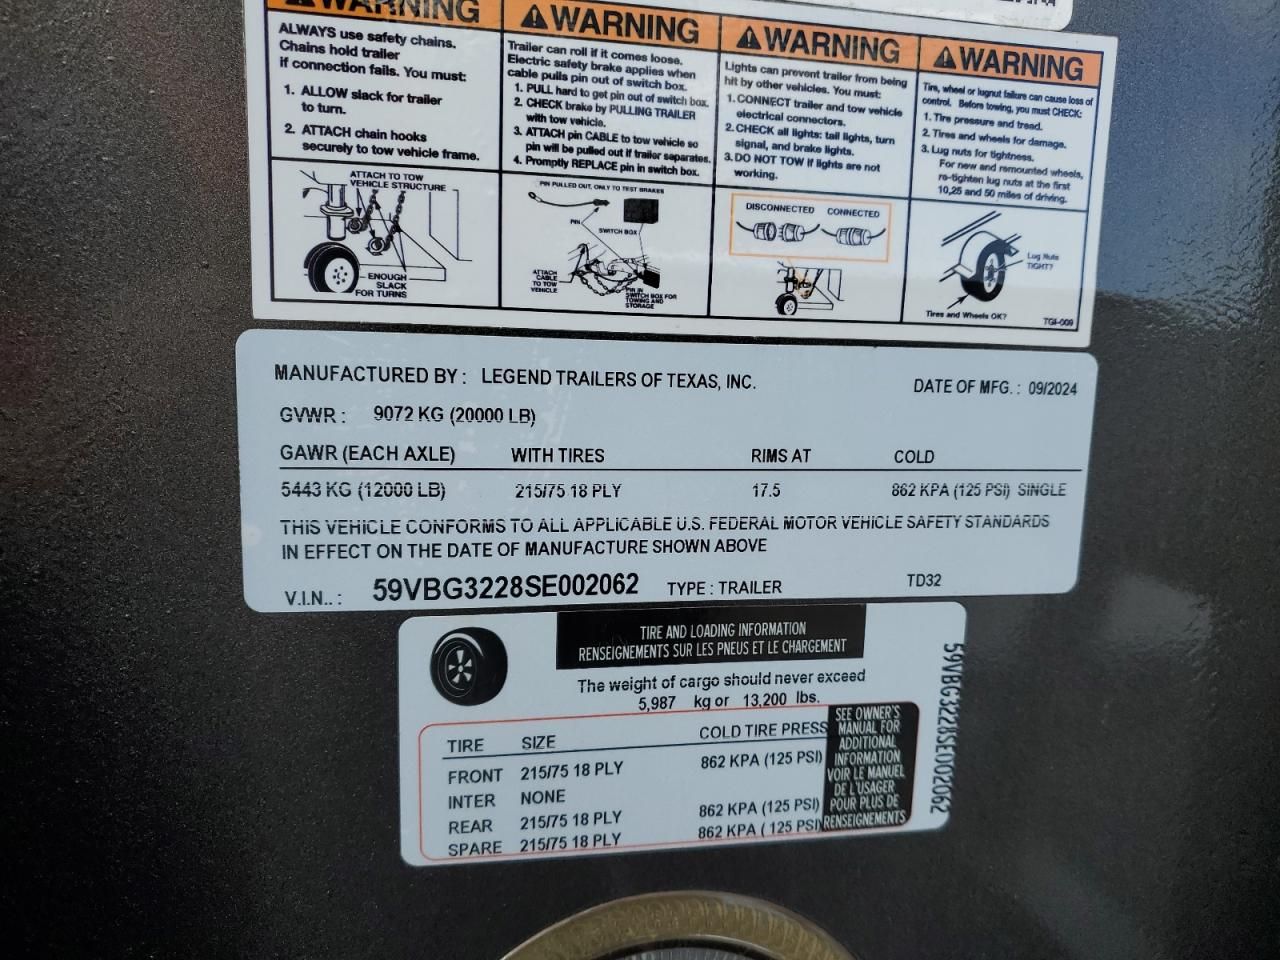 WARNING
ALWAYS use safety chains.
Chains hold trailer
if connection fails. You must:
1. ALLOW slack for trailer
to turn.
2. ATTACH chain hooks
securely to tow vehicle frame.
ATTACH TO TOW
VEHICLE STRUCTURE
ENOUGH
SLACK
FOR TURNS
WARNING
Trailer can roll if it comes loose.
Electric safety brake applies when
cable pulls pin out of switch box.
1. PULL hard to get pin out of switch box.
2. CHECK brake by PULLING TRAILER
with tow vehicle.
3. ATTACH pin CABLE to tow vehicle so
pin will be pulled out if trailer separates.
4. Promptly REPLACE pin in switch box.
PIN PULLED OUT, ONLY TO TEST BRAKES
PIN
SWITCH BOX
ATTACH
CABLE
TO TOW
VEHICLE
PIN IN
SWITCH BOX FOR
TOWING AND
STORAGE
WARNING
Lights can prevent trailer from being
hit by other vehicles. You must:
1. CONNECT trailer and tow vehicle
electrical connectors.
2. CHECK all lights: tail lights, turn
signal, and brake lights.
3. DO NOT TOW if lights are not
working.
DISCONNECTED CONNECTED
WARNING
Tire, wheel or lugnut failure can cause loss of
control. Before towing, you must CHECK:
1. Tire pressure and tread.
2. Tires and wheels for damage.
3. Lug nuts for tightness.
For new and remounted wheels,
re-tighten lug nuts at the first
10,25 and 50 miles of driving.
Lug Nuts
TIGHT?
Tires and Wheels OK?
TGI-009
MANUFACTURED BY : LEGEND TRAILERS OF TEXAS, INC.
DATE OF MFG. : 09/2024
GVWR : 9072 KG (20000 LB)
GAWR (EACH AXLE) WITH TIRES RIMS AT COLD
5443 KG (12000 LB) 215/75 18 PLY 17.5 862 KPA (125 PSI) SINGLE
THIS VEHICLE CONFORMS TO ALL APPLICABLE U.S. FEDERAL MOTOR VEHICLE SAFETY STANDARDS
IN EFFECT ON THE DATE OF MANUFACTURE SHOWN ABOVE
V.I.N.. : 59VBG3228SE002062 TYPE : TRAILER TD32
TIRE AND LOADING INFORMATION
RENSEIGNEMENTS SUR LES PNEUS ET LE CHARGEMENT
The weight of cargo should never exceed
5,987 kg or 13,200 lbs.
TIRE SIZE COLD TIRE PRESS
FRONT 215/75 18 PLY 862 KPA (125 PSI)
INTER NONE
REAR 215/75 18 PLY 862 KPA (125 PSI)
SPARE 215/75 18 PLY 862 KPA ( 125 PSI)
SEE OWNER'S
MANUAL FOR
ADDITIONAL
INFORMATION
VOIR LE MANUEL
DE L'USAGER
POUR PLUS DE
RENSEIGNEMENTS
59VBG3228SE002062